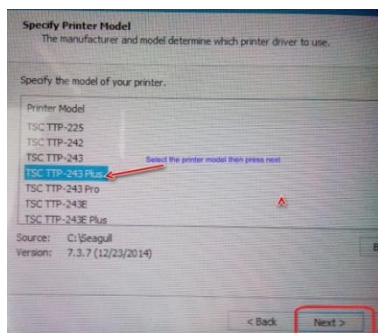 Specify Printer Model
The manufacturer and model determine which printer driver to use.
Specify the model of your printer.
Printer Model
TSC TTP-225
TSC TTP-242
TSC TTP-243
TSC TTP-243 Plus
Select the printer model then press next
TSC TTP-243 Pro
TSC TTP-243E
TSC TTP-243E Plus
Source: C:\Seagull
Version: 7.3.7 (12/23/2014)
< Back
Next >